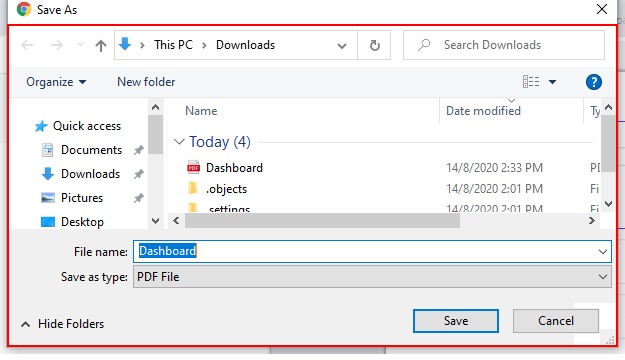 Save As
This PC > Downloads
Search Downloads
Organize New folder
Name Date modified Ty
Quick access
Documents
Downloads
Pictures
Desktop
Today (4)
Dashboard 14/8/2020 2:33 PM PD
.objects 14/8/2020 2:01 PM Fi
.settings 14/8/2020 2:01 PM Fi
File name: Dashboard
Save as type: PDF File
Hide Folders Save Cancel